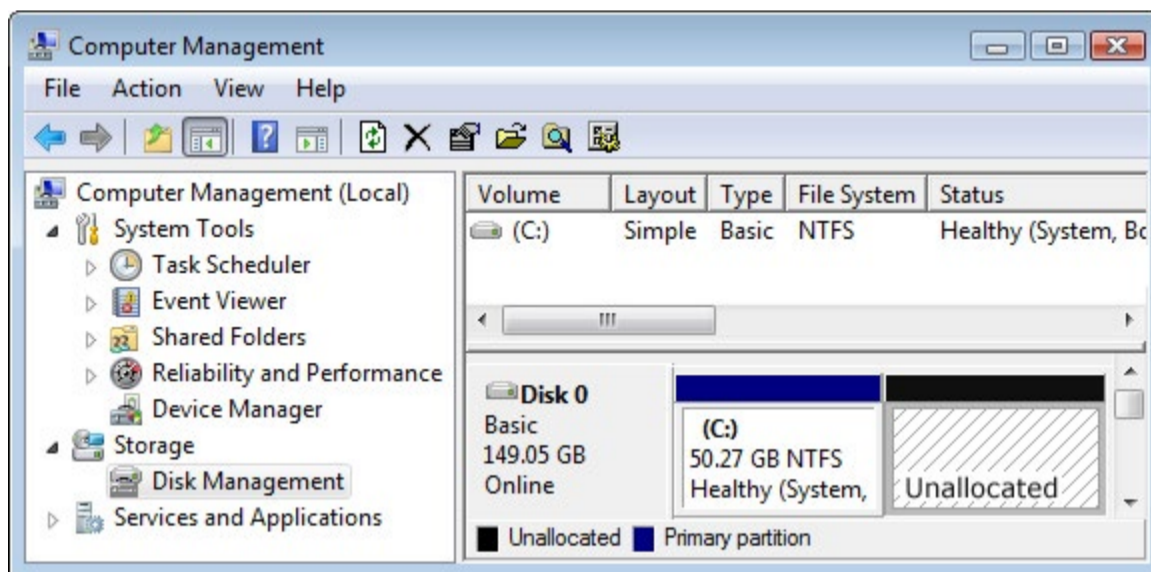 Computer Management
File Action View Help
Computer Management (Local)
System Tools
Task Scheduler
Event Viewer
Shared Folders
Reliability and Performance
Device Manager
Storage
Disk Management
Services and Applications
Volume Layout Type File System Status
(C:) Simple Basic NTFS Healthy (System, Bo
Disk 0
Basic
149.05 GB
Online
(C:)
50.27 GB NTFS
Healthy (System,
Unallocated
Unallocated Primary partition